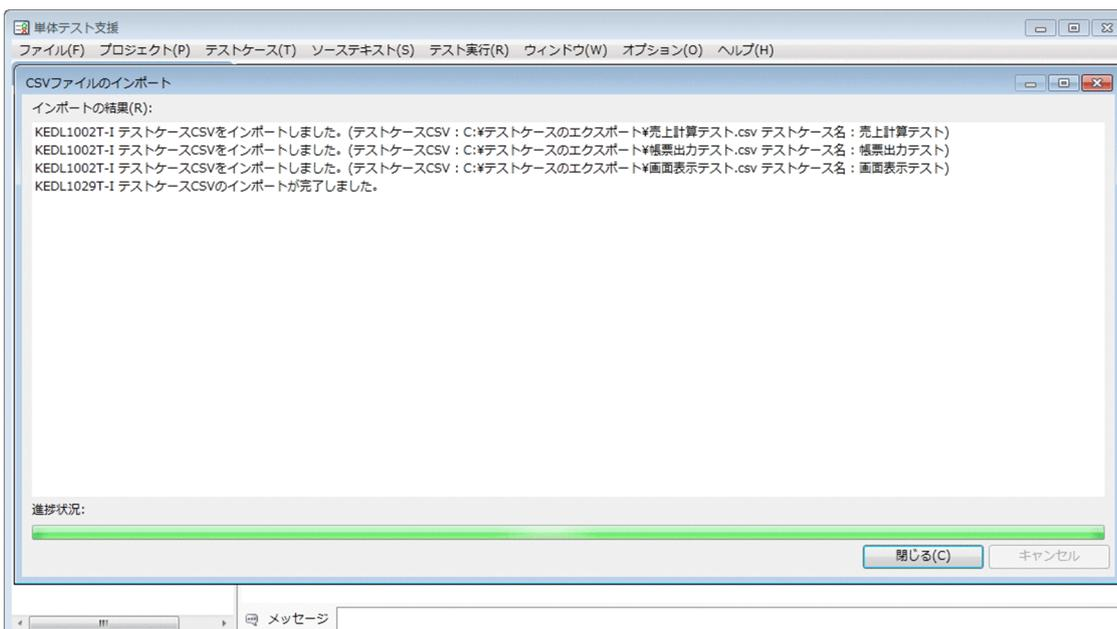 単体テスト支援
ファイル(F) プロジェクト(P) テストケース(T) ソーステキスト(S) テスト実行(R) ウィンドウ(W) オプション(O) ヘルプ(H)
CSVファイルのインポート
インポートの結果(R):
KEDL1002T-I テストケースCSVをインポートしました。(テストケースCSV：C:¥テストケースのエクスポート¥売上計算テスト.csv テストケース名：売上計算テスト)
KEDL1002T-I テストケースCSVをインポートしました。(テストケースCSV：C:¥テストケースのエクスポート¥帳票出力テスト.csv テストケース名：帳票出力テスト)
KEDL1002T-I テストケースCSVをインポートしました。(テストケースCSV：C:¥テストケースのエクスポート¥画面表示テスト.csv テストケース名：画面表示テスト)
KEDL1029T-I テストケースCSVのインポートが完了しました。
進捗状況:
閉じる(C) キャンセル
メッセージ